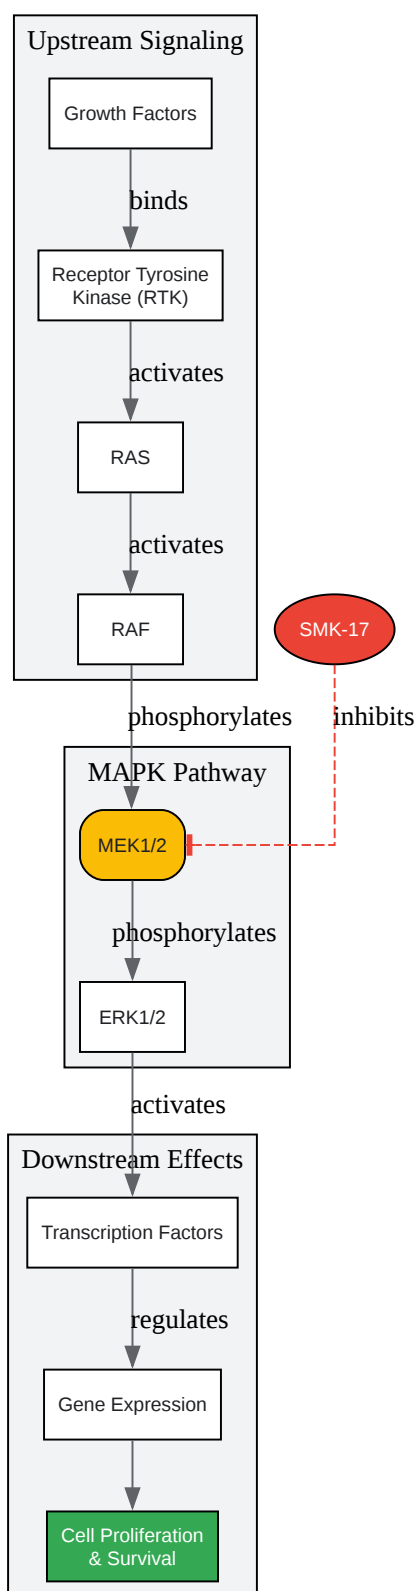 Upstream Signaling
Growth Factors
binds
Receptor Tyrosine
Kinase (RTK)
activates
RAS
activates
RAF
SMK-17
phosphorylates
inhibits
MAPK Pathway
MEK1/2
phosphorylates
ERK1/2
activates
Downstream Effects
Transcription Factors
regulates
Gene Expression
Cell Proliferation
& Survival